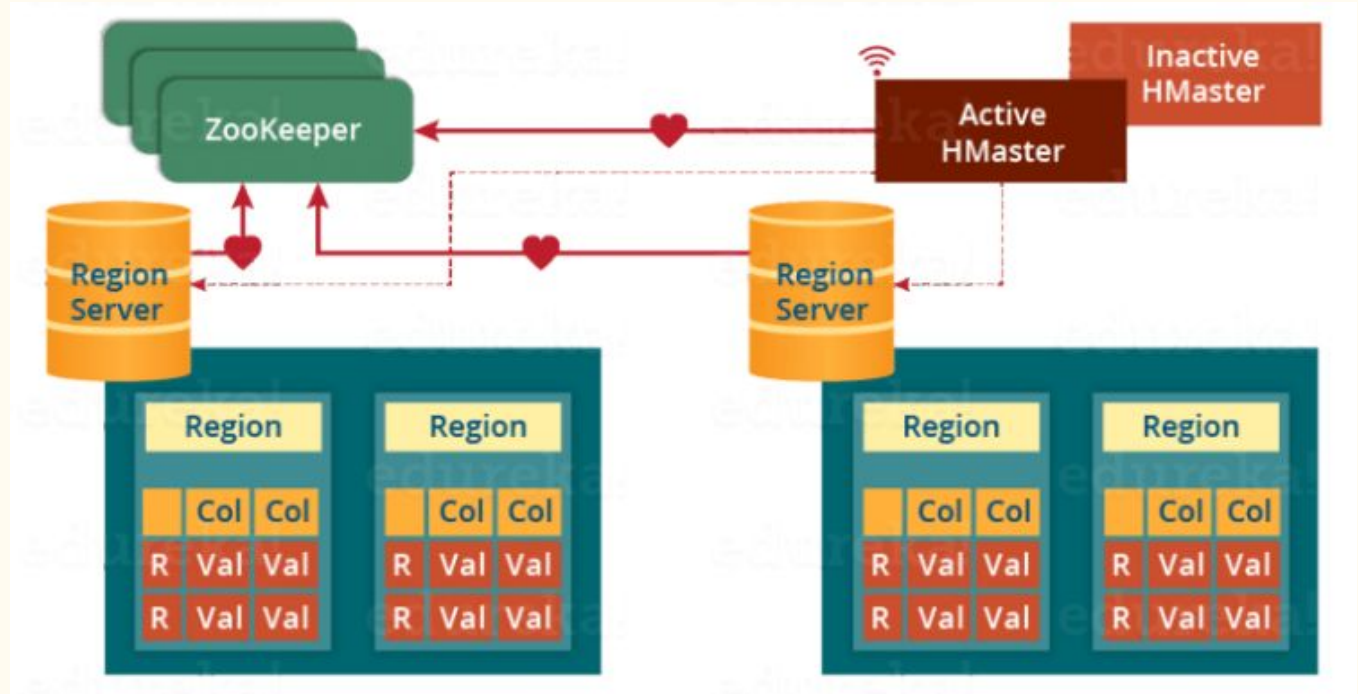 Inactive
HMaster
Active
HMaster
ZooKeeper
Region
Server
Region
Server
Region
Region
Region
Region
Col Col
Col Col
Col Col
Col Col
R Val Val
R Val Val
R Val Val
R Val Val
R Val Val
R Val Val
R Val Val
R Val Val
edureka!